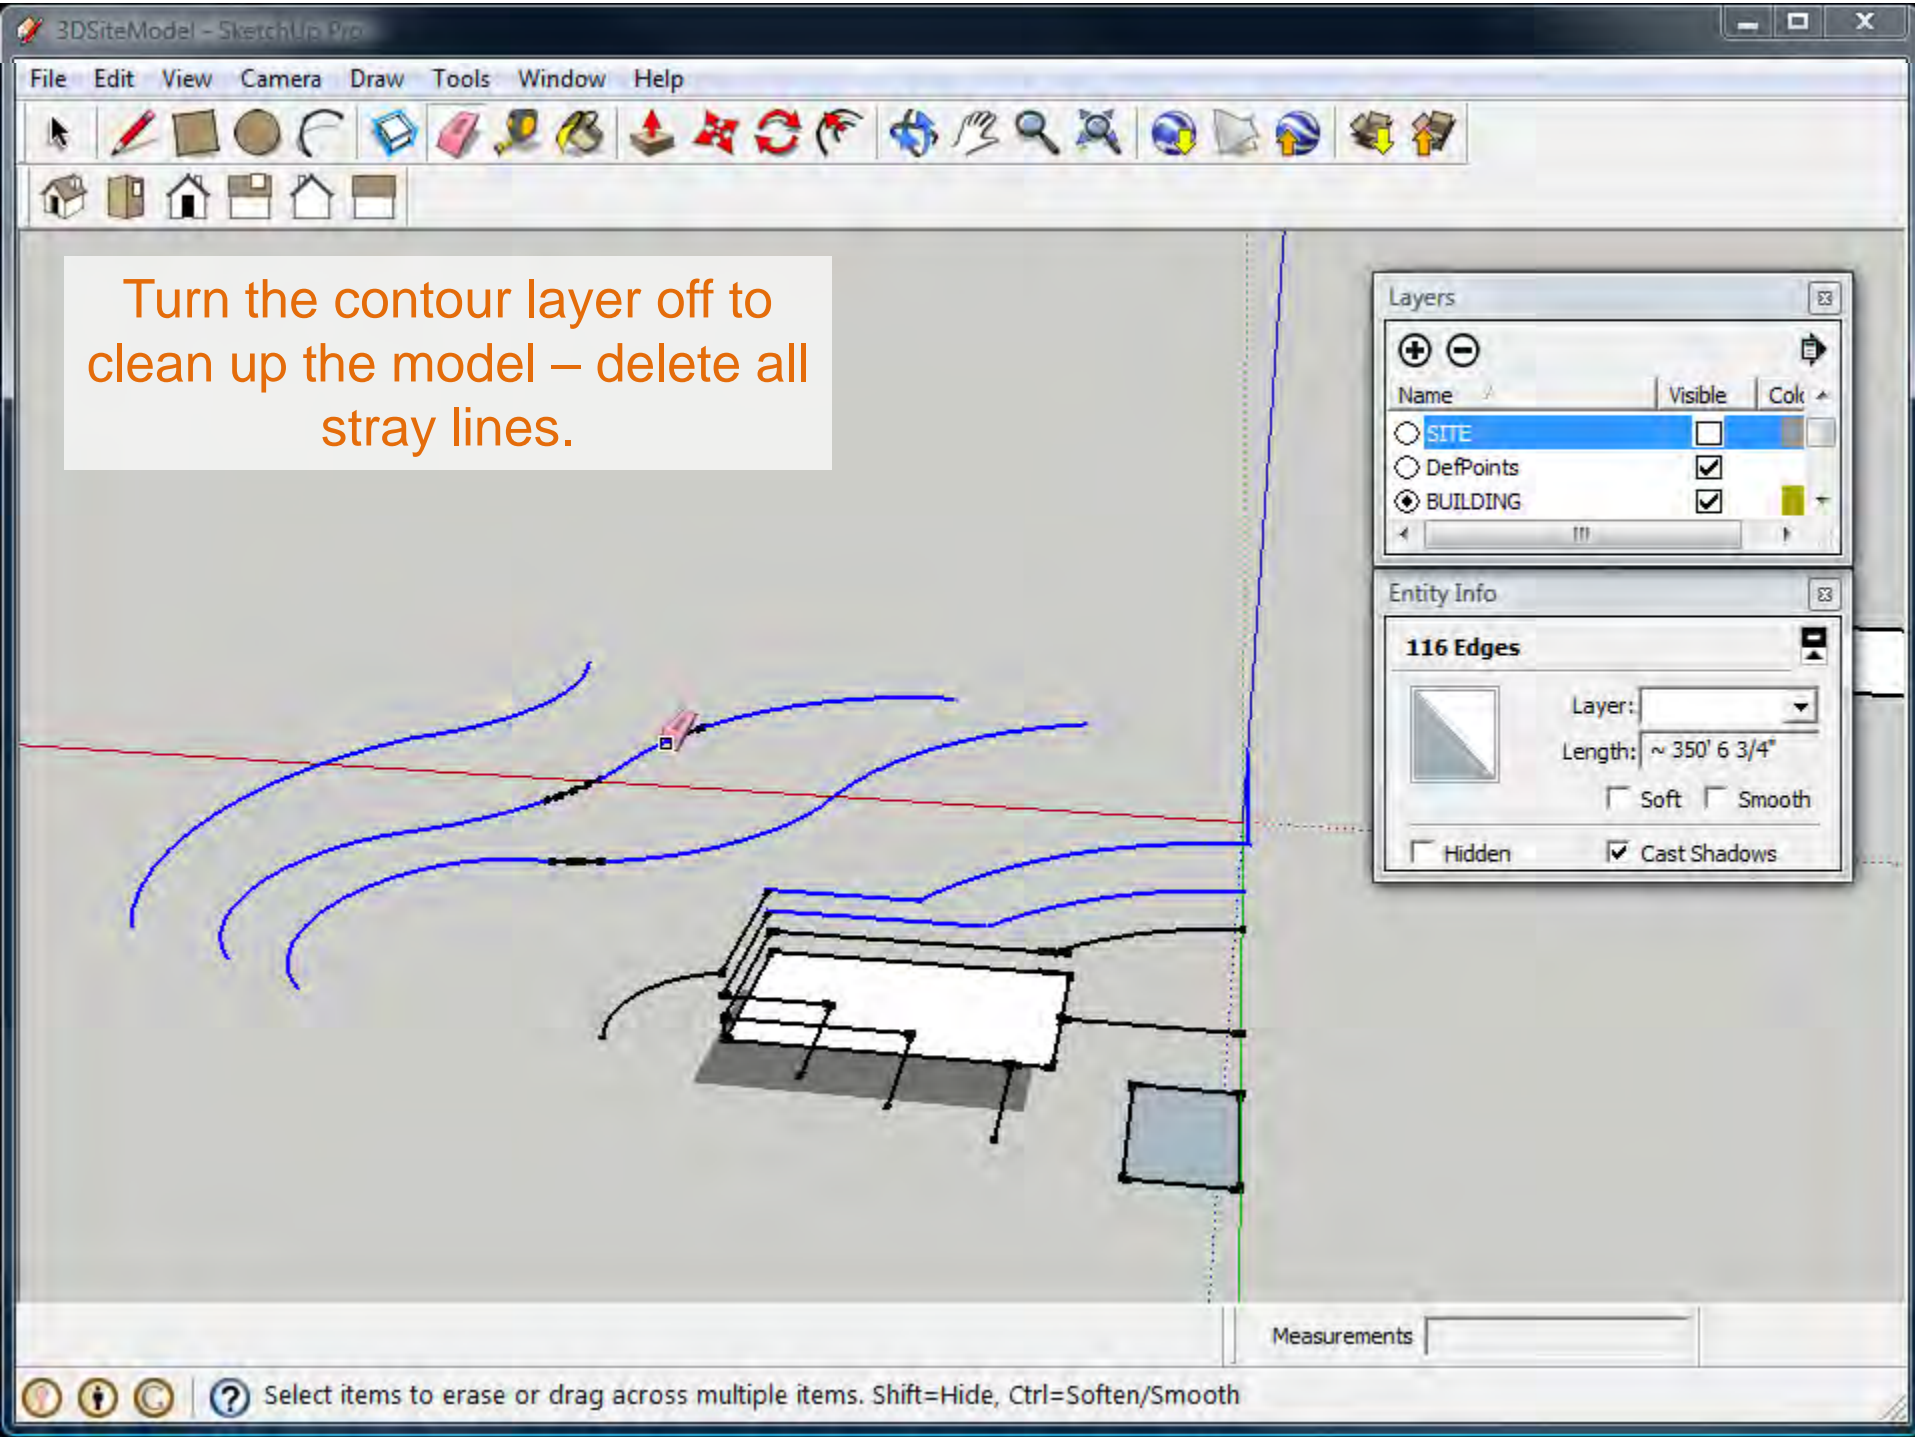 3DSiteModel - SketchUp Pro
File Edit View Camera Draw Tools Window Help
Turn the contour layer off to
clean up the model – delete all
stray lines.
Layers
Name Visible Colo
SITE
DefPoints
BUILDING
Entity Info
116 Edges
Layer:
Length: ~ 350' 6 3/4"
Soft Smooth
Hidden Cast Shadows
Measurements
Select items to erase or drag across multiple items. Shift=Hide, Ctrl=Soften/Smooth